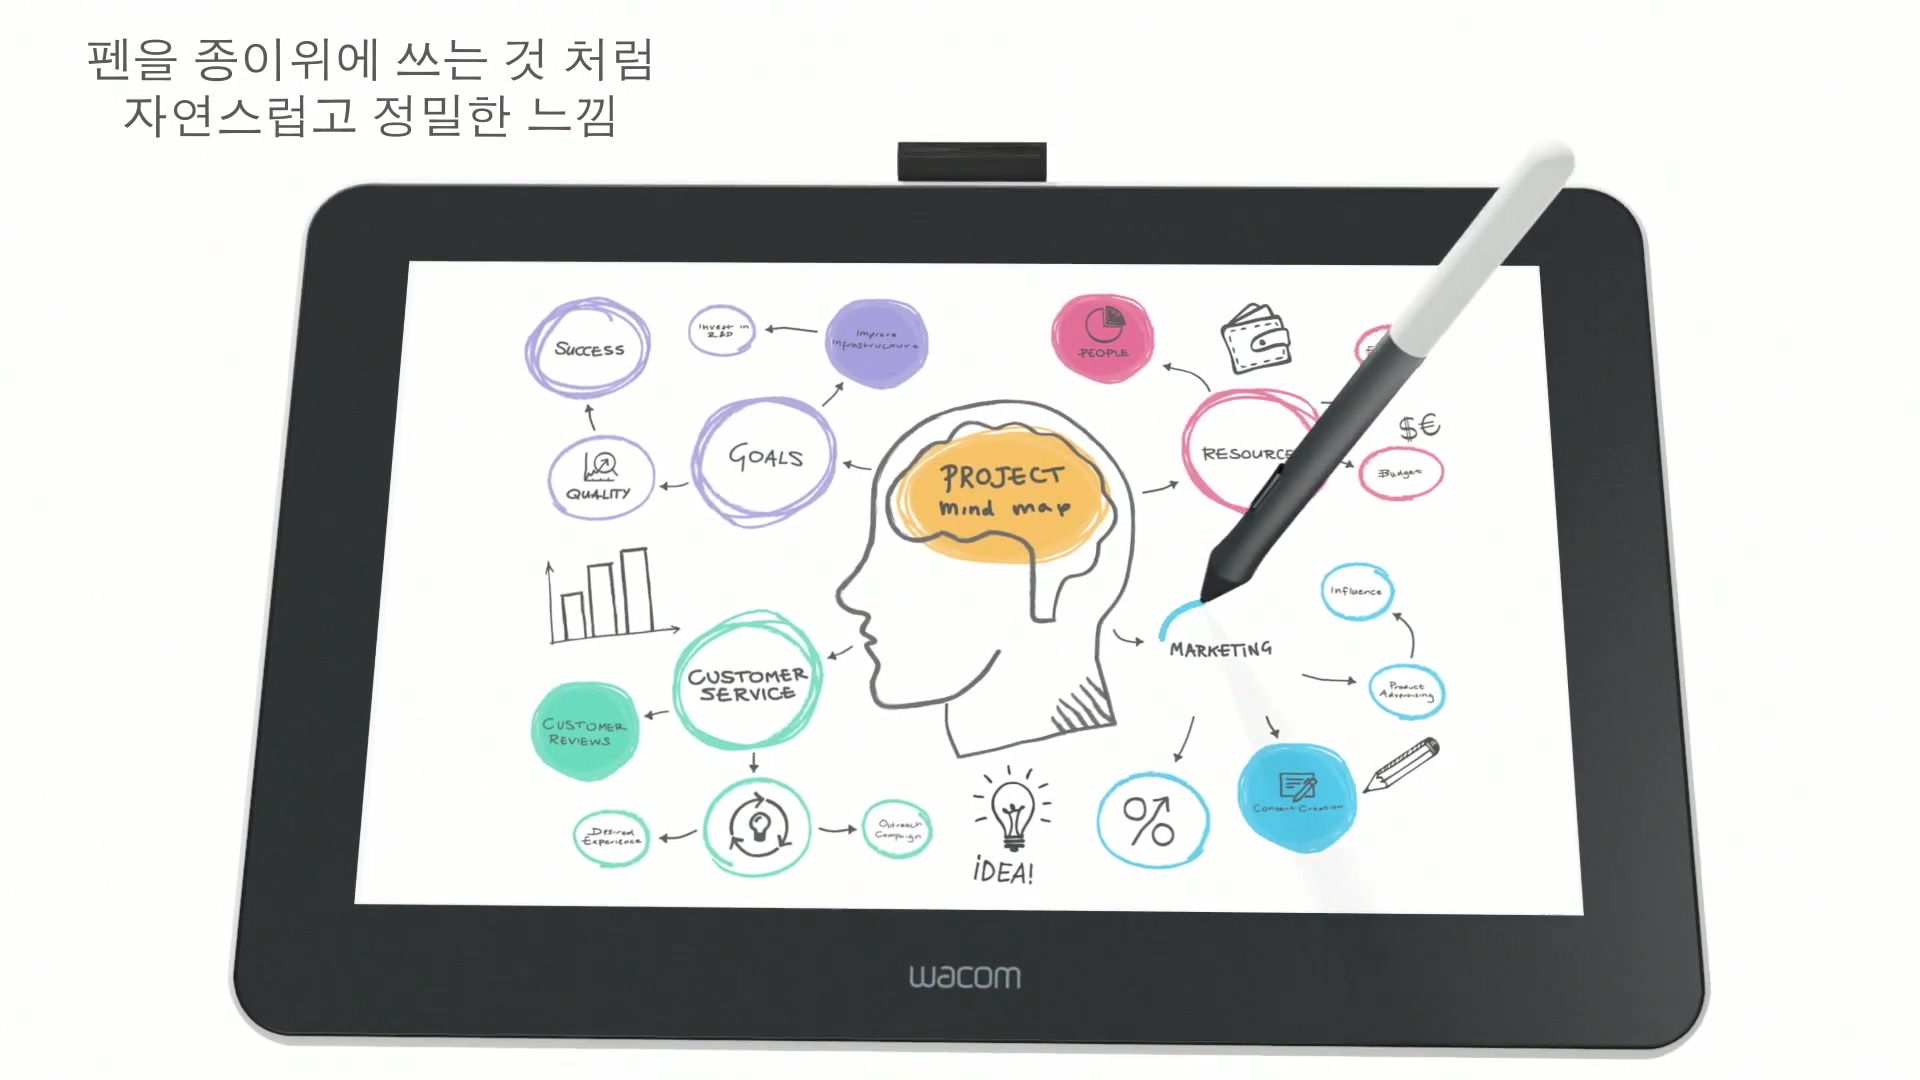 펜을 종이위에 쓰는 것 처럼
자연스럽고 정밀한 느낌
SUCCESS
Invest in
R&D
Improve
Infrastructure
PEOPLE
GOALS
QUALITY
PROJECT
mind map
RESOURCE
$€
Budget
Influence
MARKETING
Product
Advertising
CUSTOMER
SERVICE
CUSTOMER
REVIEWS
Content Creation
Desired
Experience
Outreach
Campaign
IDEA!
wacom